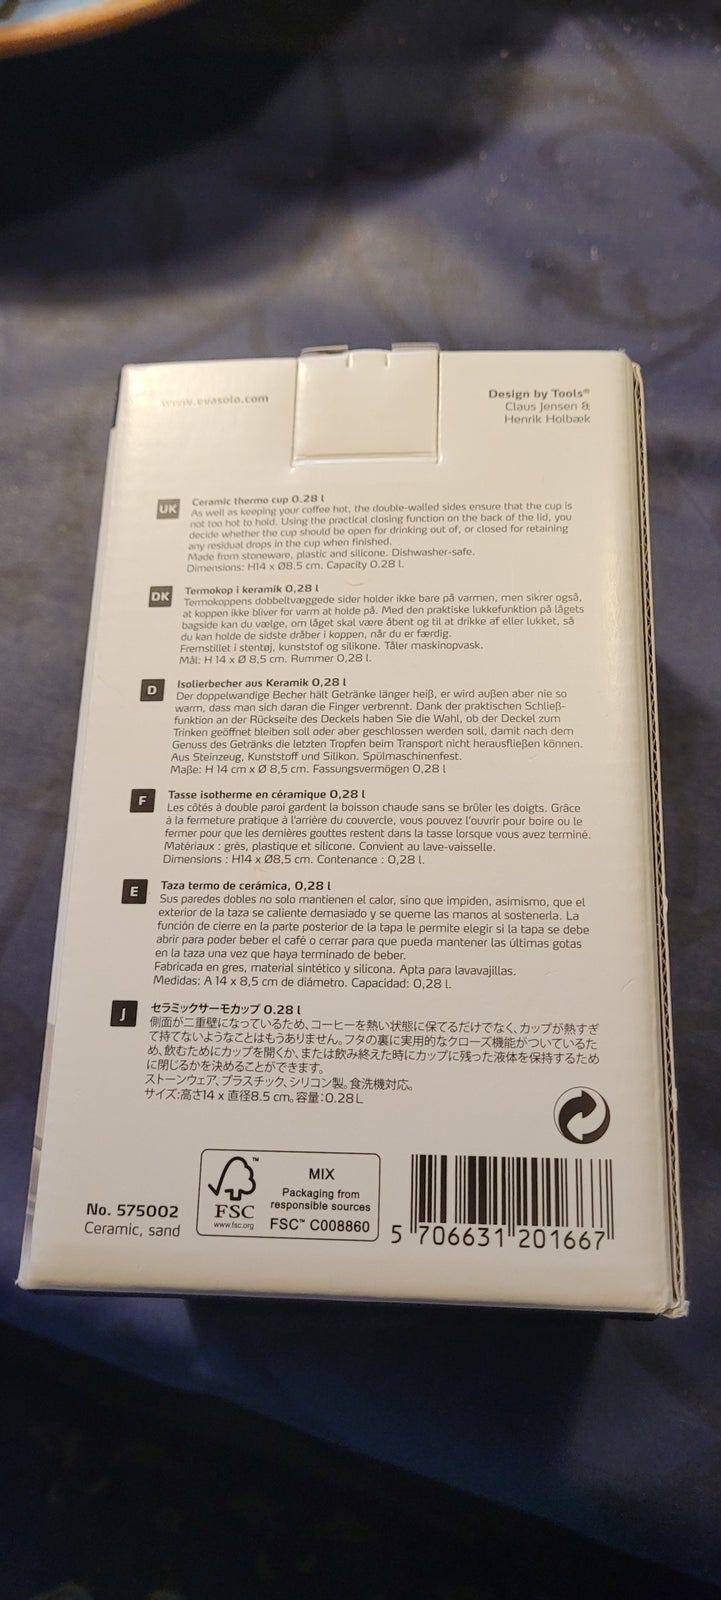 www.evasolo.com
Design by Tools®
Claus Jensen &
Henrik Holbæk
UK
Ceramic thermo cup 0.28 l
As well as keeping your coffee hot, the double-walled sides ensure that the cup is
not too hot to hold. Using the practical closing function on the back of the lid, you
decide whether the cup should be open for drinking out of, or closed for retaining
any residual drops in the cup when finished.
Made from stoneware, plastic and silicone. Dishwasher-safe.
Dimensions: H14 x Ø8.5 cm. Capacity 0.28 l.
DK
Termokop i keramik 0,28 l
Termokoppens dobbeltvæggede sider holder ikke bare på varmen, men sikrer også,
at koppen ikke bliver for varm at holde på. Med den praktiske lukkefunktion på lågets
bagside kan du vælge, om låget skal være åbent og til at drikke af eller lukket, så
du kan holde de sidste dråber i koppen, når du er færdig.
Fremstillet i stentøj, kunststof og silikone. Tåler maskinopvask.
Mål: H 14 x Ø 8,5 cm. Rummer 0,28 l.
D
Isolierbecher aus Keramik 0,28 l
Der doppelwandige Becher hält Getränke länger heiß, er wird außen aber nie so
warm, dass man sich daran die Finger verbrennt. Dank der praktischen Schließ-
funktion an der Rückseite des Deckels haben Sie die Wahl, ob der Deckel zum
Trinken geöffnet bleiben soll oder aber geschlossen werden soll, damit nach dem
Genuss des Getränks die letzten Tropfen beim Transport nicht herausfließen können.
Aus Steinzeug, Kunststoff und Silikon. Spülmaschinenfest.
Maße: H 14 cm x Ø 8,5 cm. Fassungsvermögen 0,28 l
F
Tasse isotherme en céramique 0,28 l
Les côtés à double paroi gardent la boisson chaude sans se brûler les doigts. Grâce
à la fermeture pratique à l'arrière du couvercle, vous pouvez l'ouvrir pour boire ou le
fermer pour que les dernières gouttes restent dans la tasse lorsque vous avez terminé.
Matériaux : grès, plastique et silicone. Convient au lave-vaisselle.
Dimensions : H14 x Ø8,5 cm. Contenance : 0,28 l.
E
Taza termo de cerámica, 0,28 l
Sus paredes dobles no solo mantienen el calor, sino que impiden, asimismo, que el
exterior de la taza se caliente demasiado y se queme las manos al sostenerla. La
función de cierre en la parte posterior de la tapa le permite elegir si la tapa se debe
abrir para poder beber el café o cerrar para que pueda mantener las últimas gotas
en la taza una vez que haya terminado de beber.
Fabricada en gres, material sintético y silicona. Apta para lavavajillas.
Medidas: A 14 x 8,5 cm de diámetro. Capacidad: 0,28 l.
J
セラミックサーモカップ 0.28 l
側面が二重壁になっているため、コーヒーを熱い状態に保てるだけでなく、カップが熱すぎ
て持てないようなことはもうありません。フタの裏に実用的なクローズ機能がついているた
め、飲むためにカップを開くか、または飲み終えた時にカップに残った液体を保持するため
に閉じるかを決めることができます。
ストーンウェア、プラスチック、シリコン製。食洗機対応。
サイズ:高さ14 x 直径8.5 cm。容量:0.28L
No. 575002
Ceramic, sand
FSC™
www.fsc.org
MIX
Packaging from
responsible sources
FSC™ C008860
5 706631 201667